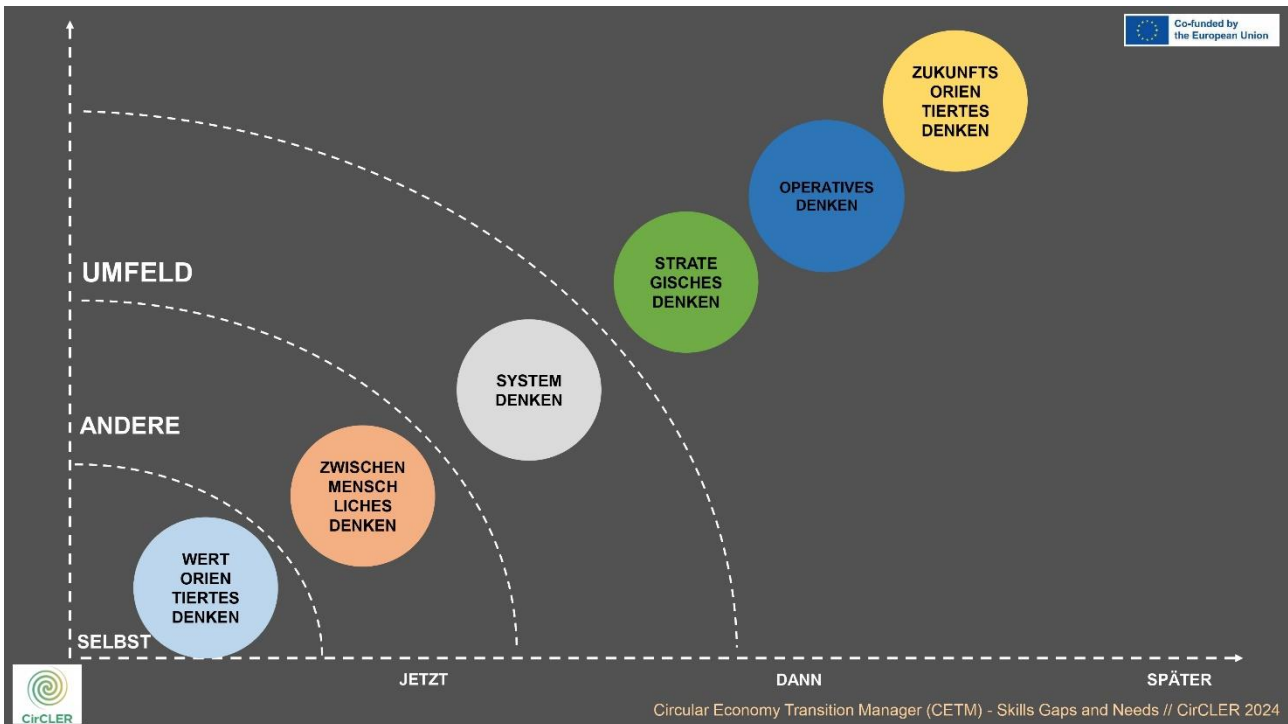 Co-funded by
the European Union
ZUKUNFTS
ORIEN
TIERTES
DENKEN
OPERATIVES
DENKEN
STRATE
GISCHES
DENKEN
UMFELD
SYSTEM
DENKEN
ANDERE
ZWISCHEN
MENSCH
LICHES
DENKEN
WERT
ORIEN
TIERTES
DENKEN
SELBST
JETZT
DANN
SPÄTER
CirCLER
Circular Economy Transition Manager (CETM) - Skills Gaps and Needs // CirCLER 2024